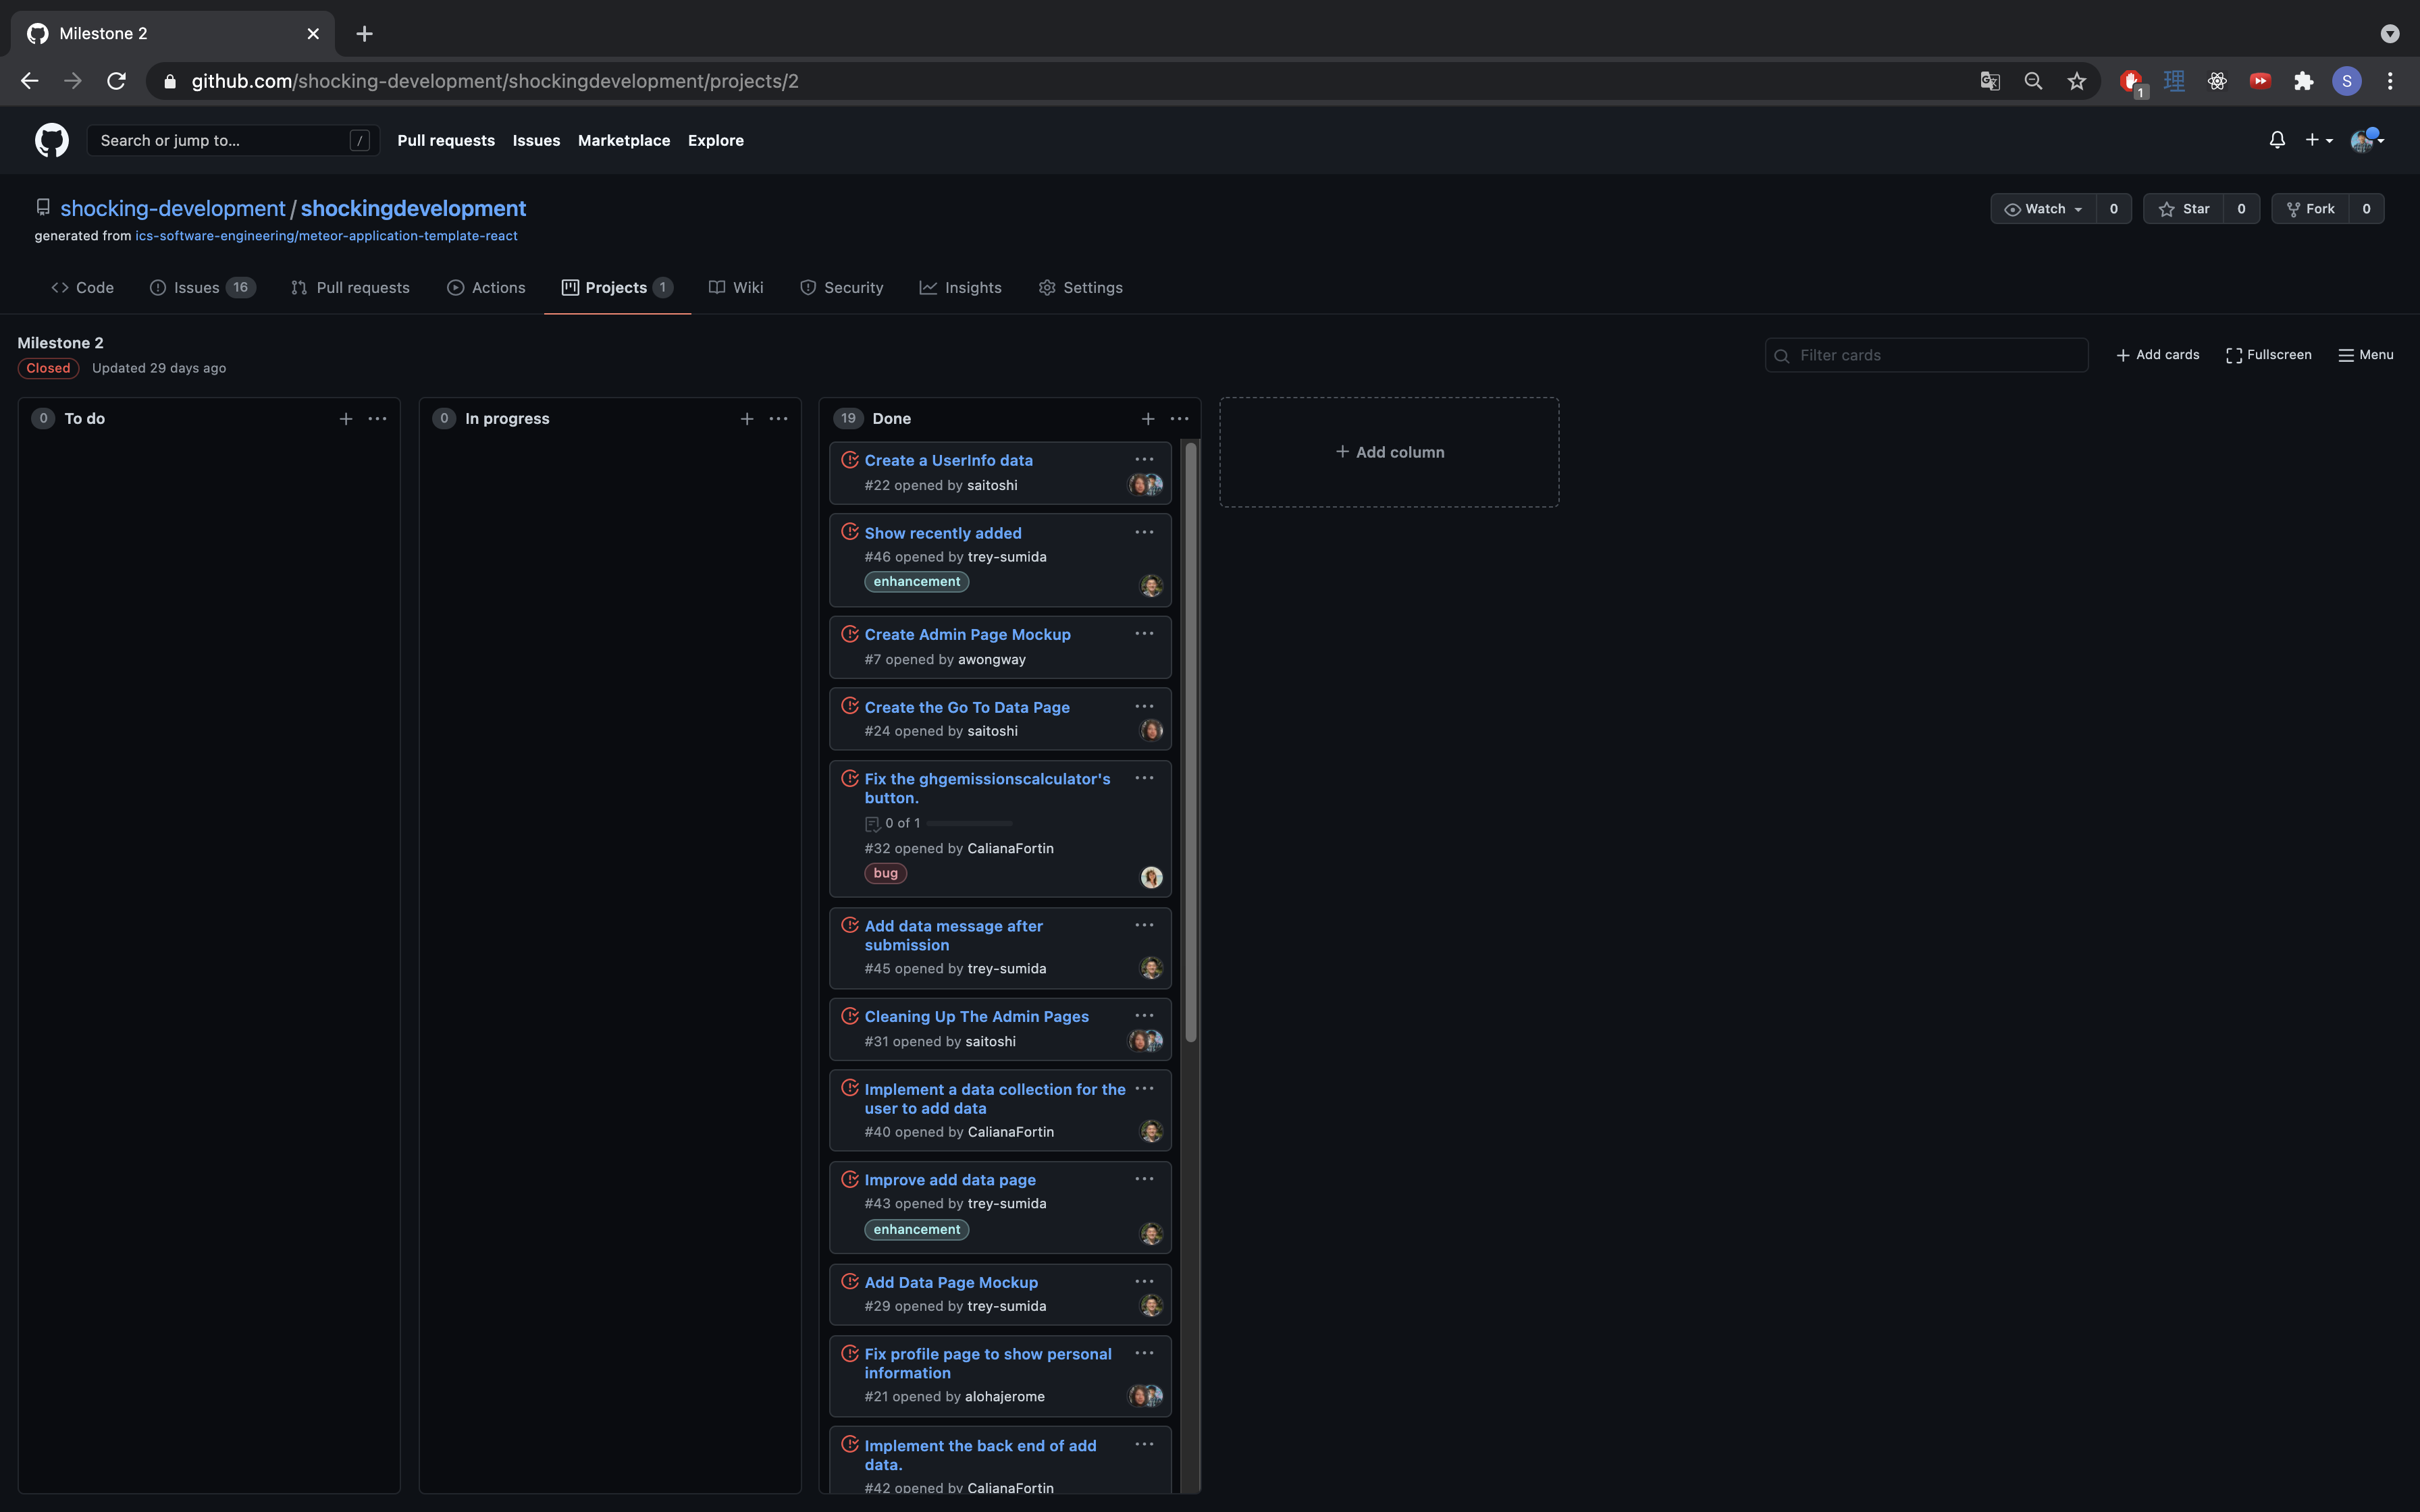 Milestone 2
github.com/shocking-development/shockingdevelopment/projects/2
1
理
S
Search or jump to... /
Pull requests Issues Marketplace Explore
shocking-development / shockingdevelopment
Watch 0 Star 0 Fork 0
generated from ics-software-engineering/meteor-application-template-react
Code Issues 16 Pull requests Actions Projects 1 Wiki Security Insights Settings
Milestone 2
Closed Updated 29 days ago
Filter cards Add cards Fullscreen Menu
0 To do
0 In progress
19 Done
Create a UserInfo data
#22 opened by saitoshi
Show recently added
#46 opened by trey-sumida
enhancement
Create Admin Page Mockup
#7 opened by awongway
Create the Go To Data Page
#24 opened by saitoshi
Fix the ghgemissionscalculator's
button.
0 of 1
#32 opened by CalianaFortin
bug
Add data message after
submission
#45 opened by trey-sumida
Cleaning Up The Admin Pages
#31 opened by saitoshi
Implement a data collection for the
user to add data
#40 opened by CalianaFortin
Improve add data page
#43 opened by trey-sumida
enhancement
Add Data Page Mockup
#29 opened by trey-sumida
Fix profile page to show personal
information
#21 opened by alohajerome
Implement the back end of add
data.
#42 opened by CalianaFortin
Add column